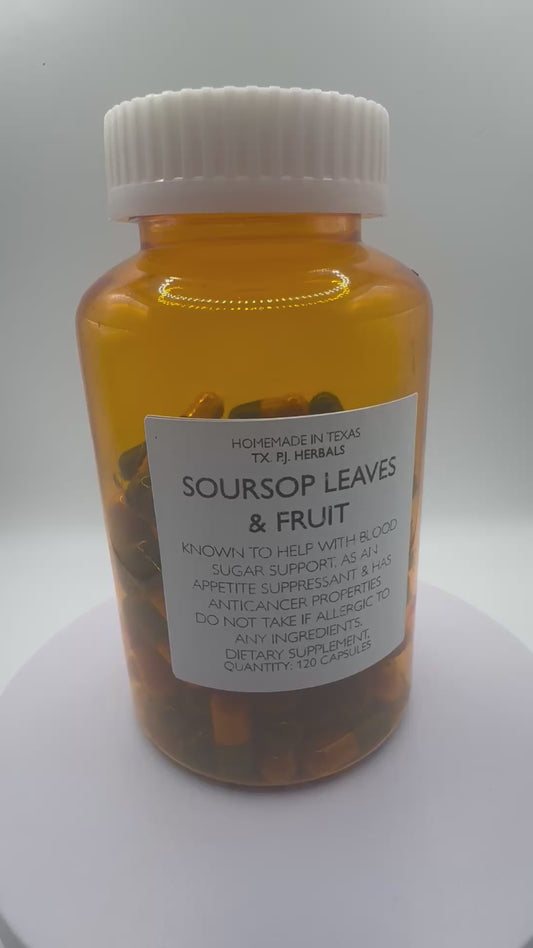 HOMEMADE IN TEXAS
TX. P.J. HERBALS
SOURSOP LEAVES
& FRUIT
KNOWN TO HELP WITH BLOOD
SUGAR SUPPORT. AS AN
APPETITE SUPPRESSANT & HAS
ANTICANCER PROPERTIES
DO NOT TAKE IF ALLERGIC TO
ANY INGREDIENTS.
DIETARY SUPPLEMENT.
QUANTITY: 120 CAPSULES